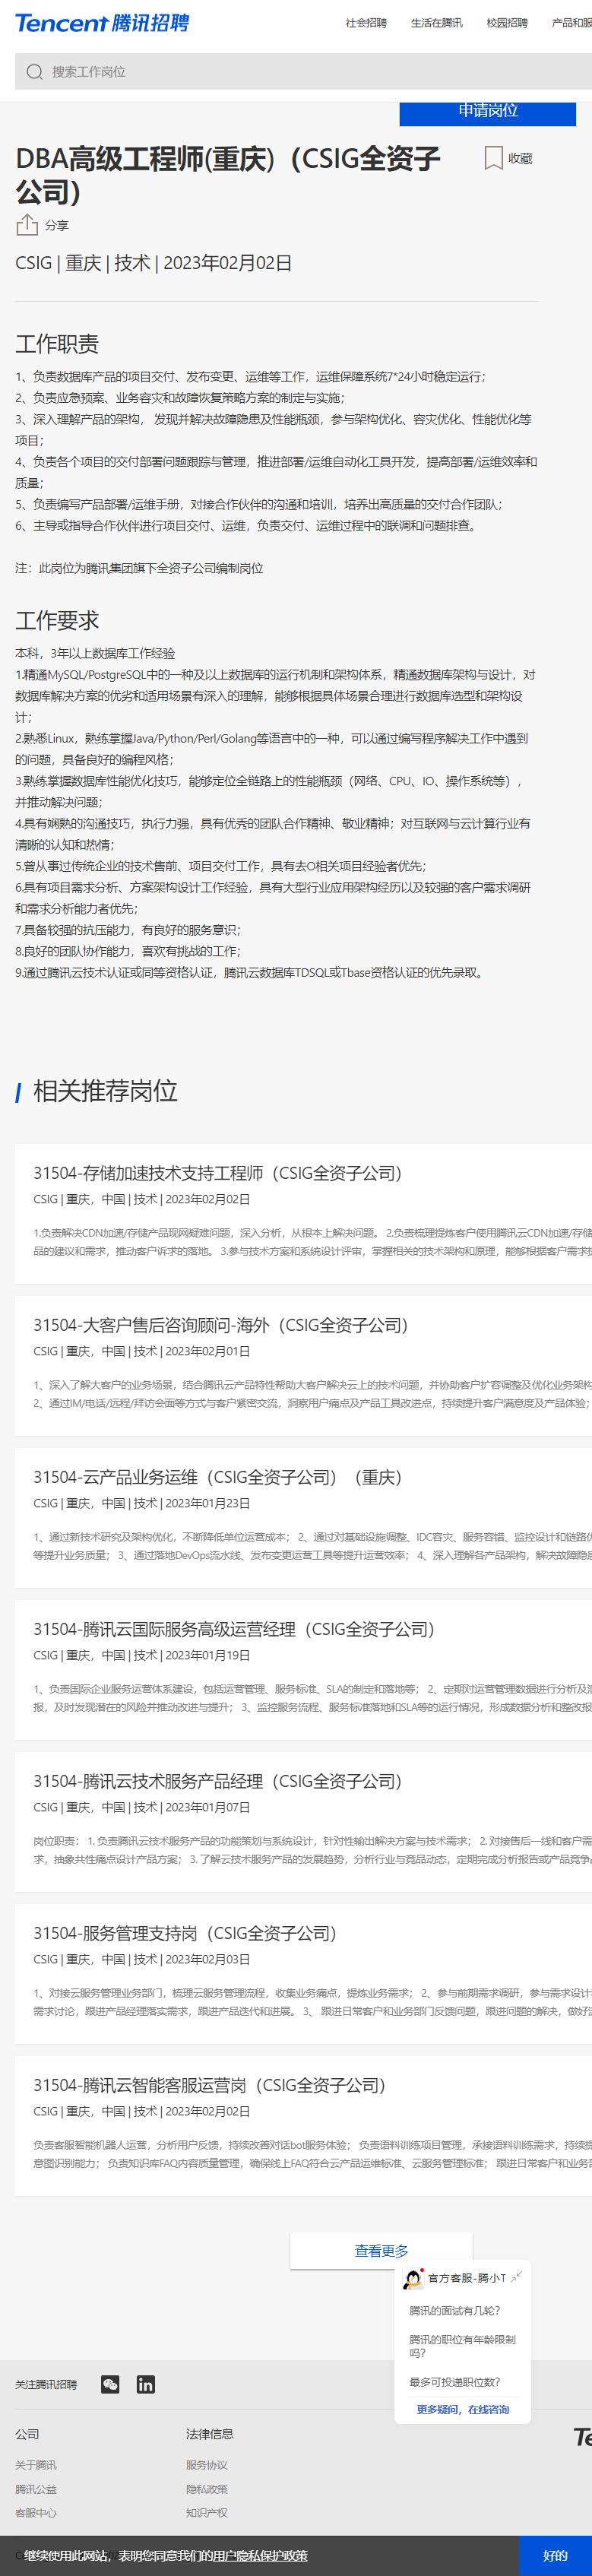 Tencent 腾讯招聘
社会招聘 生活在腾讯 校园招聘 产品和服
搜索工作岗位
申请岗位
DBA高级工程师(重庆)（CSIG全资子
公司）
收藏
分享
CSIG | 重庆 | 技术 | 2023年02月02日
工作职责
1、负责数据库产品的项目交付、发布变更、运维等工作，运维保障系统7*24小时稳定运行；
2、负责应急预案、业务容灾和故障恢复策略方案的制定与实施；
3、深入理解产品的架构， 发现并解决故障隐患及性能瓶颈，参与架构优化、容灾优化、性能优化等
项目；
4、负责各个项目的交付部署问题跟踪与管理，推进部署/运维自动化工具开发，提高部署/运维效率和
质量；
5、负责编写产品部署/运维手册，对接合作伙伴的沟通和培训，培养出高质量的交付合作团队；
6、主导或指导合作伙伴进行项目交付、运维，负责交付、运维过程中的联调和问题排查。
注：此岗位为腾讯集团旗下全资子公司编制岗位
工作要求
本科，3年以上数据库工作经验
1.精通MySQL/PostgreSQL中的一种及以上数据库的运行机制和架构体系，精通数据库架构与设计，对
数据库解决方案的优劣和适用场景有深入的理解，能够根据具体场景合理进行数据库选型和架构设
计；
2.熟悉Linux，熟练掌握Java/Python/Perl/Golang等语言中的一种，可以通过编写程序解决工作中遇到
的问题，具备良好的编程风格；
3.熟练掌握数据库性能优化技巧，能够定位全链路上的性能瓶颈（网络、CPU、IO、操作系统等），
并推动解决问题；
4.具有娴熟的沟通技巧，执行力强，具有优秀的团队合作精神、敬业精神；对互联网与云计算行业有
清晰的认知和热情；
5.曾从事过传统企业的技术售前、项目交付工作，具有去O相关项目经验者优先；
6.具有项目需求分析、方案架构设计工作经验，具有大型行业应用架构经历以及较强的客户需求调研
和需求分析能力者优先；
7.具备较强的抗压能力，有良好的服务意识；
8.良好的团队协作能力，喜欢有挑战的工作；
9.通过腾讯云技术认证或同等资格认证，腾讯云数据库TDSQL或Tbase资格认证的优先录取。
相关推荐岗位
31504-存储加速技术支持工程师（CSIG全资子公司）
CSIG | 重庆，中国 | 技术 | 2023年02月02日
1.负责解决CDN加速/存储产品现网疑难问题，深入分析，从根本上解决问题。 2.负责梳理提炼客户使用腾讯云CDN加速/存储
品的建议和需求，推动客户诉求的落地。 3.参与技术方案和系统设计评审，掌握相关的技术架构和原理，能够根据客户需求提
31504-大客户售后咨询顾问-海外（CSIG全资子公司）
CSIG | 重庆，中国 | 技术 | 2023年02月01日
1、深入了解大客户的业务场景，结合腾讯云产品特性帮助大客户解决云上的技术问题，并协助客户扩容调整及优化业务架构
2、通过IM/电话/远程/拜访会面等方式与客户紧密交流，洞察用户痛点及产品工具改进点，持续提升客户满意度及产品体验；
31504-云产品业务运维（CSIG全资子公司）（重庆）
CSIG | 重庆，中国 | 技术 | 2023年01月23日
1、通过新技术研究及架构优化，不断降低单位运营成本； 2、通过对基础设施调整、IDC容灾、服务容错、监控设计和链路优
等提升业务质量； 3、通过落地DevOps流水线、发布变更运营工具等提升运营效率； 4、深入理解各产品架构，解决故障隐患
31504-腾讯云国际服务高级运营经理（CSIG全资子公司）
CSIG | 重庆，中国 | 技术 | 2023年01月19日
1、负责国际企业服务运营体系建设，包括运营管理、服务标准、SLA的制定和落地等； 2、定期对运营管理数据进行分析及汇
报，及时发现潜在的风险并推动改进与提升； 3、监控服务流程、服务标准落地和SLA等的运行情况，形成数据分析和整改报
31504-腾讯云技术服务产品经理（CSIG全资子公司）
CSIG | 重庆，中国 | 技术 | 2023年01月07日
岗位职责： 1. 负责腾讯云技术服务产品的功能策划与系统设计，针对性输出解决方案与技术需求； 2. 对接售后一线和客户需
求，抽象共性痛点设计产品方案； 3. 了解云技术服务产品的发展趋势，分析行业与竞品动态，定期完成分析报告或产品竞争
31504-服务管理支持岗（CSIG全资子公司）
CSIG | 重庆，中国 | 技术 | 2023年02月03日
1、对接云服务管理业务部门，梳理云服务管理流程，收集业务痛点，提炼业务需求； 2、参与前期需求调研，参与需求设计
需求讨论，跟进产品经理落实需求，跟进产品迭代和进展。 3、 跟进日常客户和业务部门反馈问题，跟进问题的解决，做好
31504-腾讯云智能客服运营岗（CSIG全资子公司）
CSIG | 重庆，中国 | 技术 | 2023年02月02日
负责客服智能机器人运营，分析用户反馈，持续改善对话bot服务体验； 负责语料训练项目管理，承接语料训练需求，持续提
意图识别能力； 负责知识库FAQ内容质量管理，确保线上FAQ符合云产品运维标准、云服务管理标准； 跟进日常客户和业务部
查看更多
官方客服-腾小T
腾讯的面试有几轮？
腾讯的职位有年龄限制
吗？
最多可投递职位数？
更多疑问，在线咨询
关注腾讯招聘
公司 法律信息
关于腾讯 服务协议
腾讯公益 隐私政策
客服中心 知识产权
继续使用此网站，表明您同意我们的用户隐私保护政策
好的